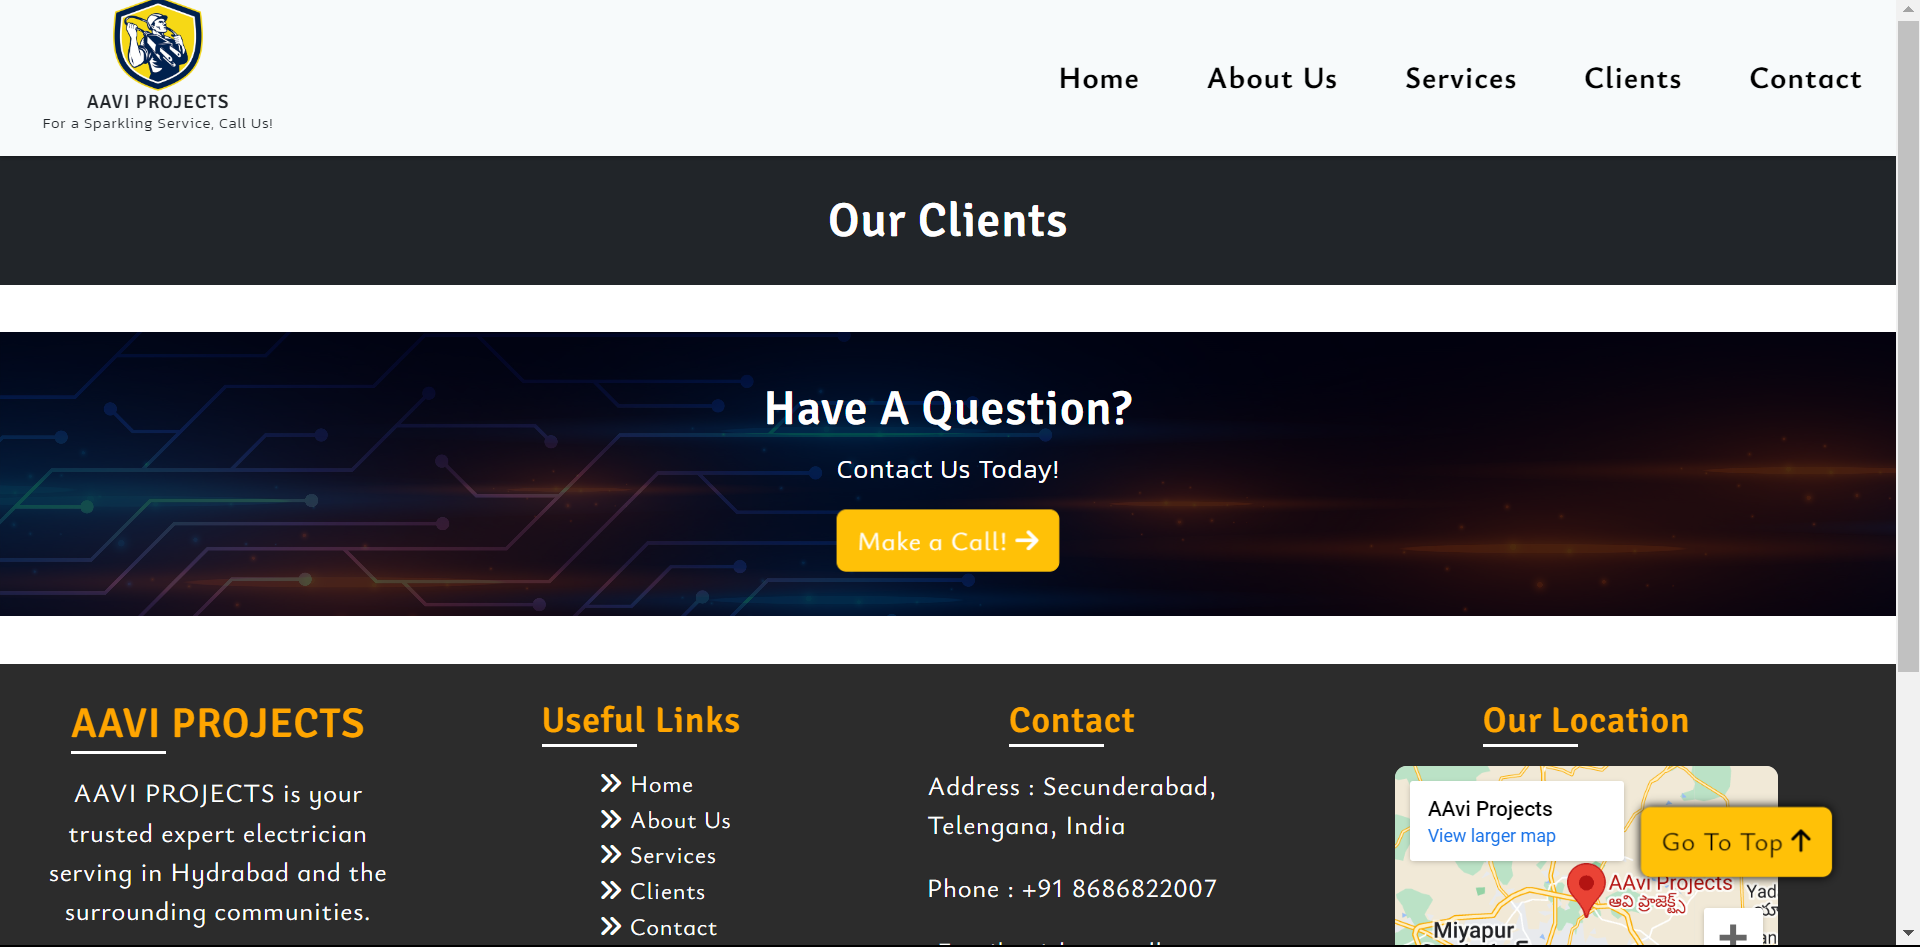 AAVI PROJECTS
For a Sparkling Service, Call Us!
Home
About Us
Services
Clients
Contact
Our Clients
Have A Question?
Contact Us Today!
Make a Call!
AAVI PROJECTS
AAVI PROJECTS is your
trusted expert electrician
serving in Hydrabad and the
surrounding communities.
Useful Links
Home
About Us
Services
Clients
Contact
Contact
Address : Secunderabad,
Telengana, India
Phone : +91 8686822007
Our Location
AAvi Projects
View larger map
Go To Top
AAvi Projects
ఆవి ప్రాజెక్ట్స్
Yad
Miyapur